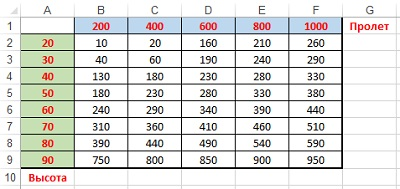 A B C D E F G
1 200 400 600 800 1000 Пролет
2 20 10 20 160 210 260
3 30 40 60 190 240 290
4 40 130 180 230 280 330
5 50 180 230 280 330 380
6 60 240 290 340 390 440
7 70 310 360 410 460 510
8 80 390 440 490 540 590
9 90 750 800 850 900 950
10 Высота